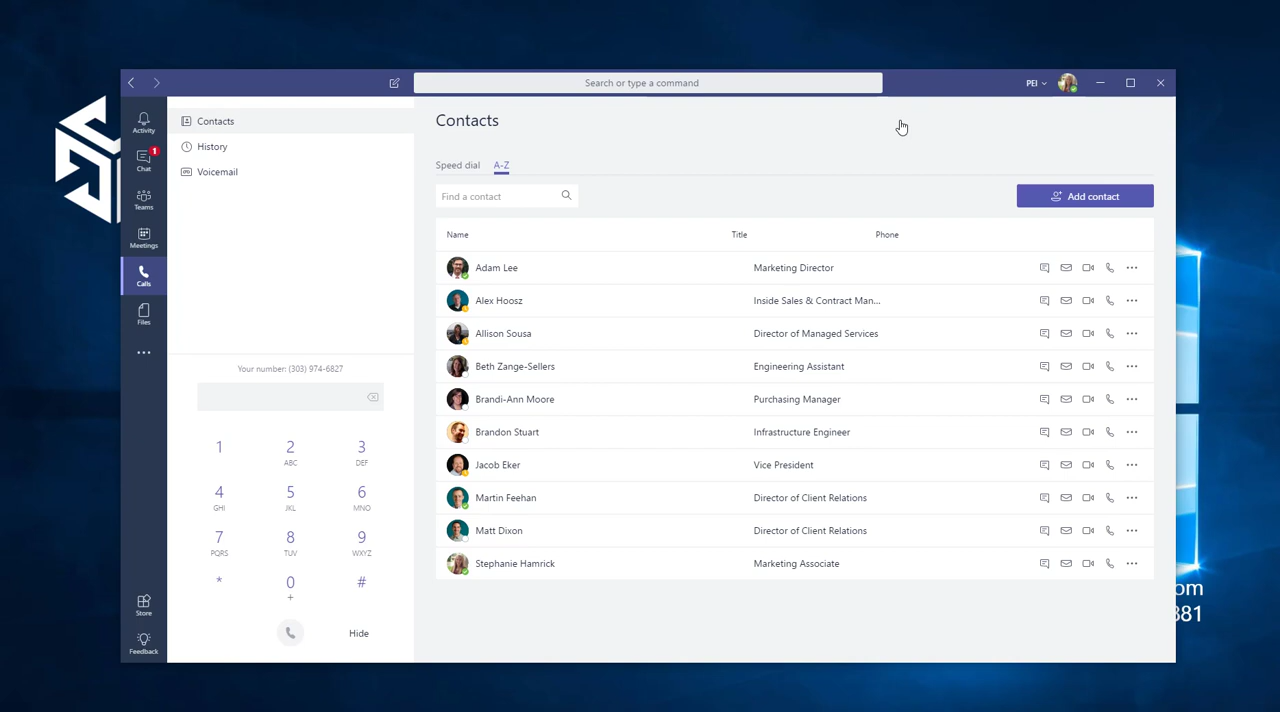 Search or type a command
PEI
Activity
Chat
1
Teams
Meetings
Calls
Files
Store
Feedback
Contacts
History
Voicemail
Your number: (303) 974-6827
1
2
ABC
3
DEF
4
GHI
5
JKL
6
MNO
7
PQRS
8
TUV
9
WXYZ
*
0
+
#
Hide
Contacts
Speed dial A-Z
Find a contact
Add contact
Name Title Phone
Adam Lee Marketing Director
Alex Hoosz Inside Sales & Contract Man...
Allison Sousa Director of Managed Services
Beth Zange-Sellers Engineering Assistant
Brandi-Ann Moore Purchasing Manager
Brandon Stuart Infrastructure Engineer
Jacob Eker Vice President
Martin Feehan Director of Client Relations
Matt Dixon Director of Client Relations
Stephanie Hamrick Marketing Associate
om
881